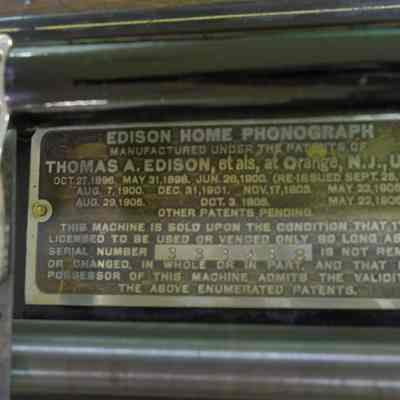 EDISON HOME PHONOGRAPH
MANUFACTURED UNDER THE PATENTS OF
THOMAS A. EDISON, et als, at Orange, N.J., U
OCT. 27, 1896. MAY 31, 1898. JUN. 26, 1900. (RE-ISSUED SEPT. 25,
AUG. 7, 1900. DEC. 31, 1901. NOV. 17, 1903. MAY 23, 1905
AUG. 29, 1905. OCT. 3, 1905. MAY 22, 1906
OTHER PATENTS PENDING.
THIS MACHINE IS SOLD UPON THE CONDITION THAT IT
LICENSED TO BE USED OR VENDED ONLY SO LONG AS
SERIAL NUMBER IS NOT REM
OR CHANGED, IN WHOLE OR IN PART, AND THAT
POSSESSOR OF THIS MACHINE ADMITS THE VALIDIT
THE ABOVE ENUMERATED PATENTS.